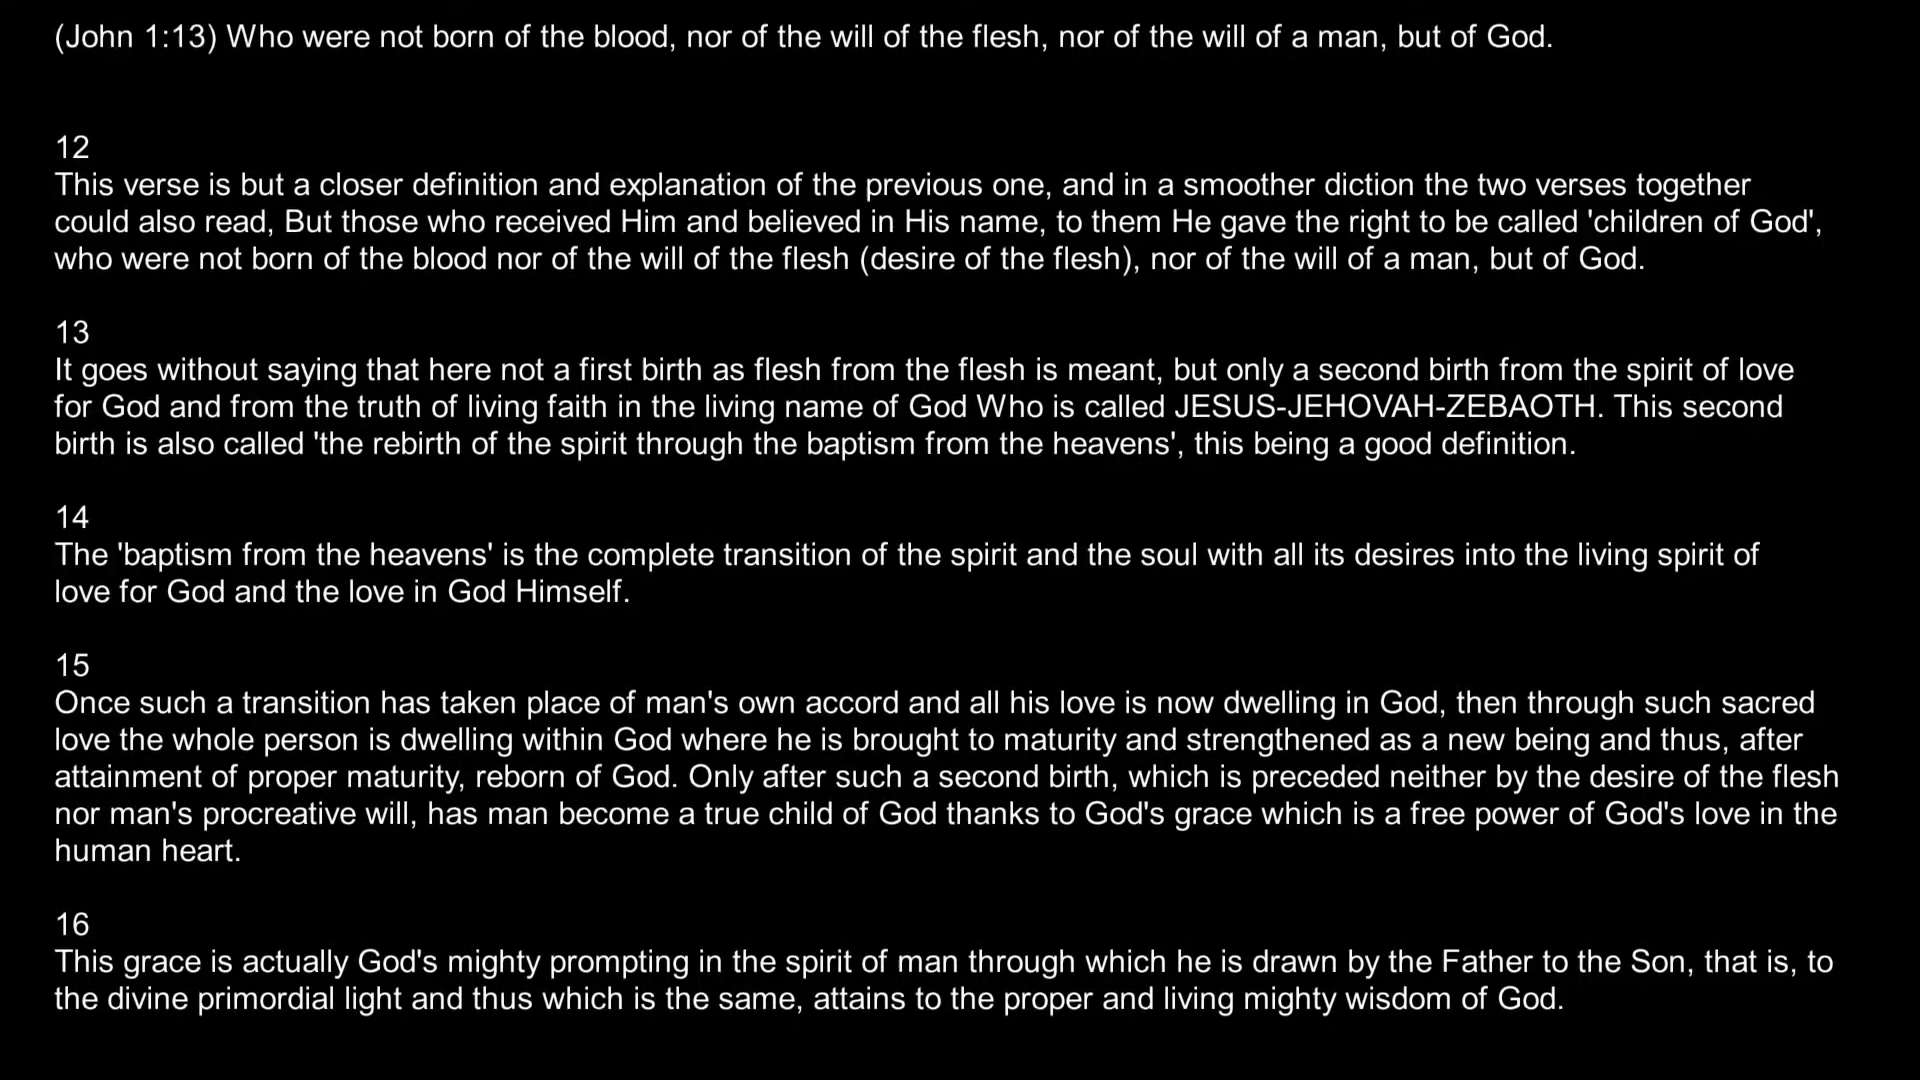 (John 1:13) Who were not born of the blood, nor of the will of the flesh, nor of the will of a man, but of God.
12
This verse is but a closer definition and explanation of the previous one, and in a smoother diction the two verses together
could also read, But those who received Him and believed in His name, to them He gave the right to be called 'children of God',
who were not born of the blood nor of the will of the flesh (desire of the flesh), nor of the will of a man, but of God.
13
It goes without saying that here not a first birth as flesh from the flesh is meant, but only a second birth from the spirit of love
for God and from the truth of living faith in the living name of God Who is called JESUS-JEHOVAH-ZEBAOTH. This second
birth is also called 'the rebirth of the spirit through the baptism from the heavens', this being a good definition.
14
The 'baptism from the heavens' is the complete transition of the spirit and the soul with all its desires into the living spirit of
love for God and the love in God Himself.
15
Once such a transition has taken place of man's own accord and all his love is now dwelling in God, then through such sacred
love the whole person is dwelling within God where he is brought to maturity and strengthened as a new being and thus, after
attainment of proper maturity, reborn of God. Only after such a second birth, which is preceded neither by the desire of the flesh
nor man's procreative will, has man become a true child of God thanks to God's grace which is a free power of God's love in the
human heart.
16
This grace is actually God's mighty prompting in the spirit of man through which he is drawn by the Father to the Son, that is, to
the divine primordial light and thus which is the same, attains to the proper and living mighty wisdom of God.